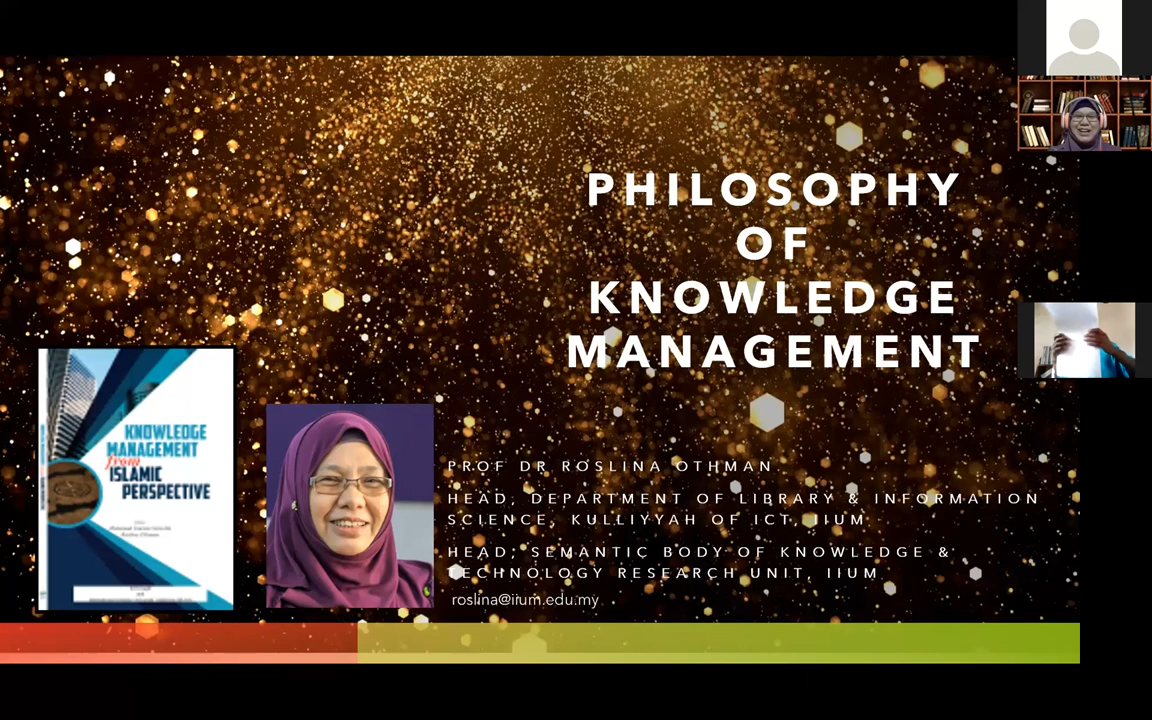 PHILOSOPHY
OF
KNOWLEDGE
MANAGEMENT
KNOWLEDGE
MANAGEMENT
from
ISLAMIC
PERSPECTIVE
PROF DR ROSLINA OTHMAN
HEAD, DEPARTMENT OF LIBRARY & INFORMATION
SCIENCE, KULLIYYAH OF ICT, IIUM
HEAD, SEMANTIC BODY OF KNOWLEDGE &
TECHNOLOGY RESEARCH UNIT, IIUM
roslina@iium.edu.my